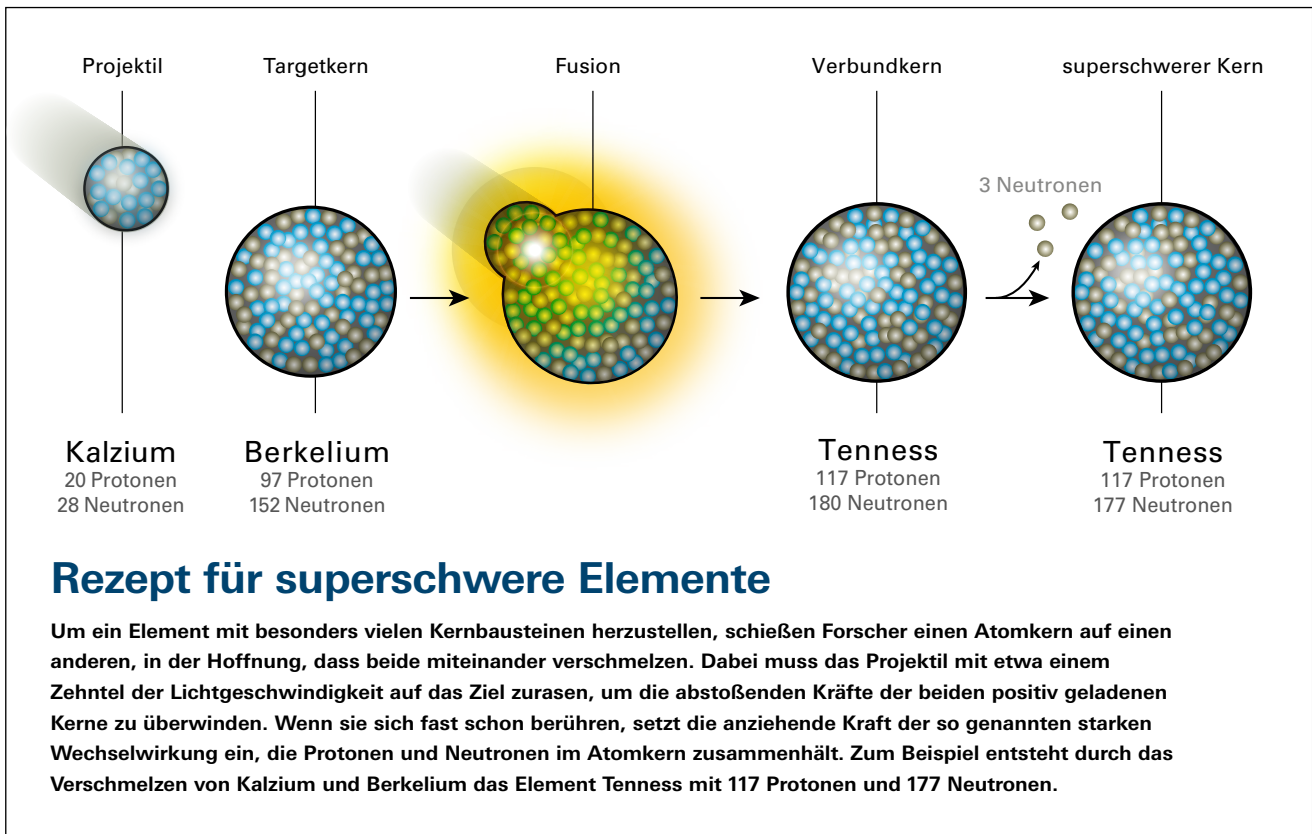 Projektil
Targetkern
Fusion
Verbundkern
superschwerer Kern
3 Neutronen
Kalzium
20 Protonen
28 Neutronen
Berkelium
97 Protonen
152 Neutronen
Tenness
117 Protonen
180 Neutronen
Tenness
117 Protonen
177 Neutronen
Rezept für superschwere Elemente
Um ein Element mit besonders vielen Kernbausteinen herzustellen, schießen Forscher einen Atomkern auf einen
anderen, in der Hoffnung, dass beide miteinander verschmelzen. Dabei muss das Projektil mit etwa einem
Zehntel der Lichtgeschwindigkeit auf das Ziel zurasen, um die abstoßenden Kräfte der beiden positiv geladenen
Kerne zu überwinden. Wenn sie sich fast schon berühren, setzt die anziehende Kraft der so genannten starken
Wechselwirkung ein, die Protonen und Neutronen im Atomkern zusammenhält. Zum Beispiel entsteht durch das
Verschmelzen von Kalzium und Berkelium das Element Tenness mit 117 Protonen und 177 Neutronen.